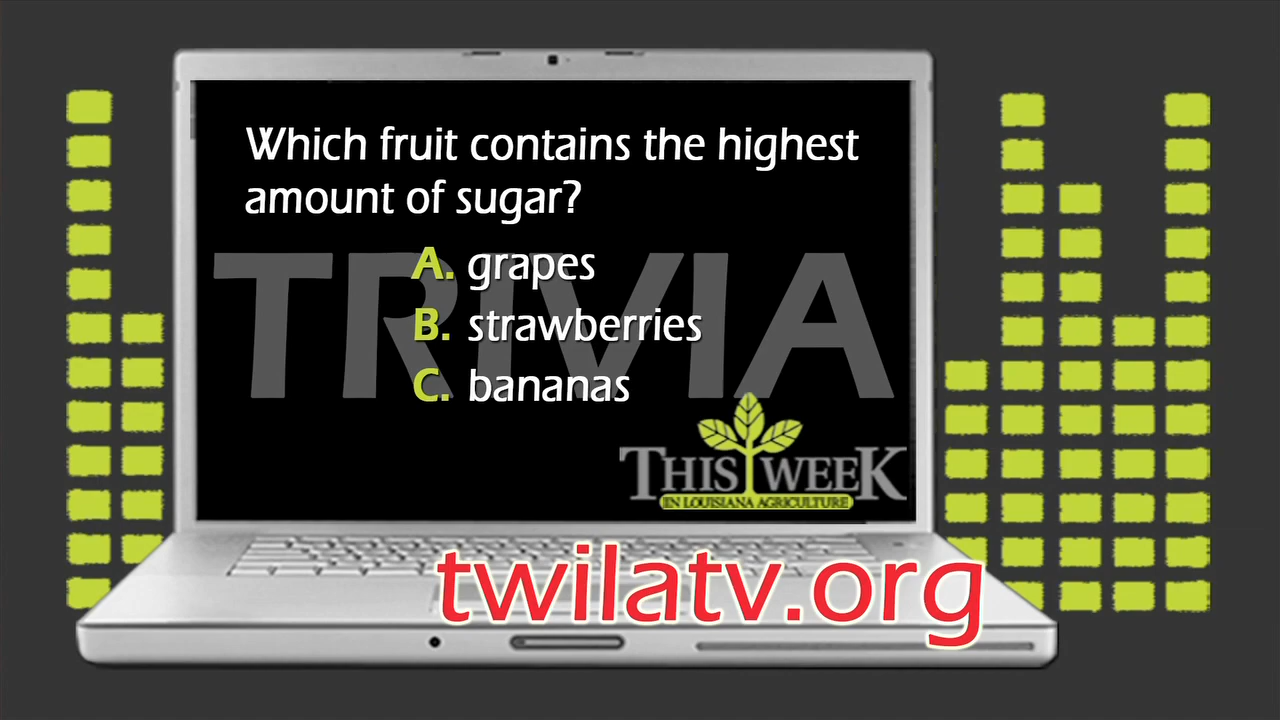 Which fruit contains the highest
amount of sugar?
TRIVIA
A. grapes
B. strawberries
C. bananas
THIS WEEK
IN LOUISIANA AGRICULTURE
twilatv.org